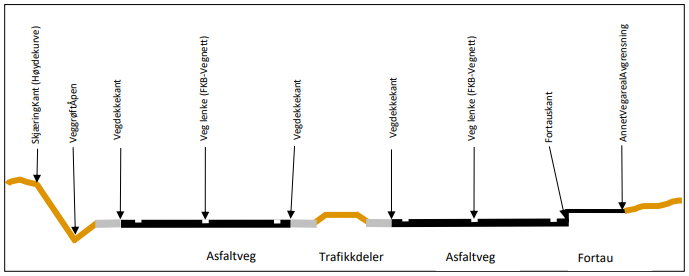 SkjæringKant (Høydekurve)
VeggrøftÅpen
Vegdekkekant
Veg lenke (FKB-Vegnett)
Vegdekkekant
Vegdekkekant
Veg lenke (FKB-Vegnett)
Fortauskant
AnnetVegarealAvgrensning
Asfaltveg
Trafikkdeler
Asfaltveg
Fortau